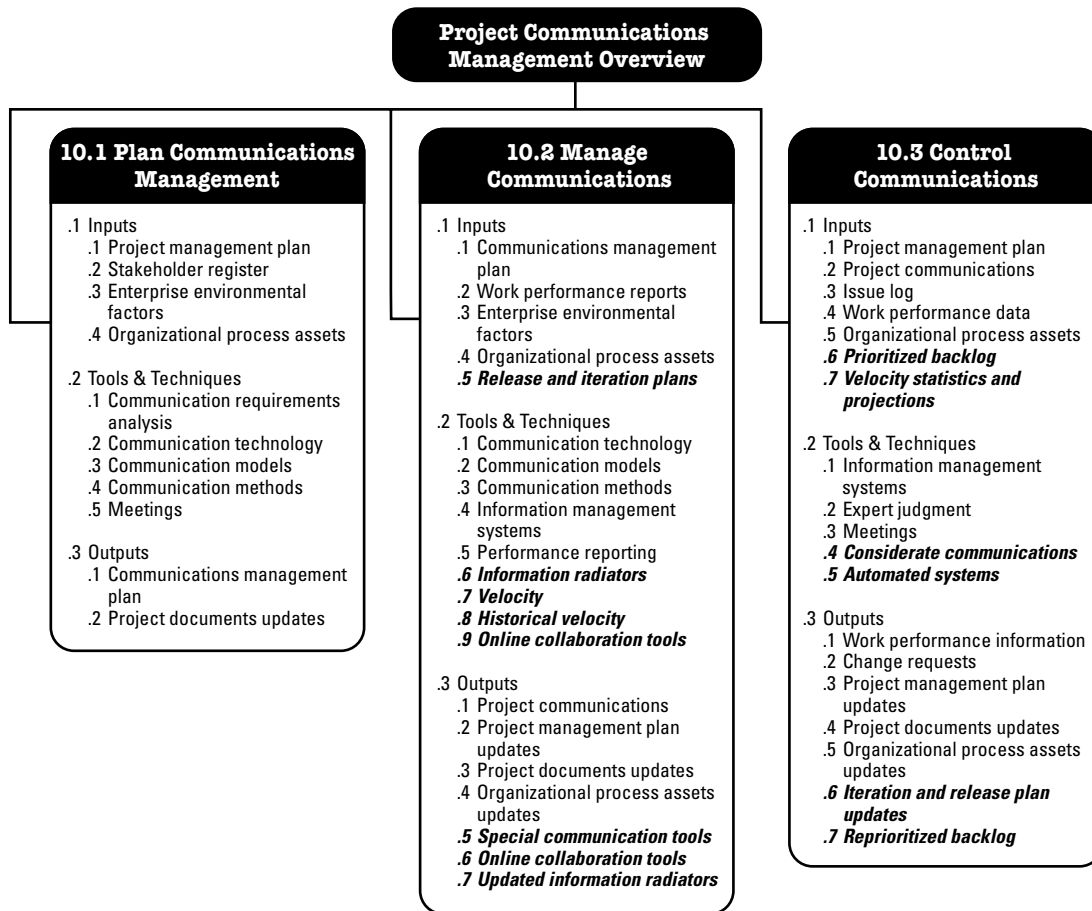 Project Communications
Management Overview
10.1 Plan Communications
Management
.1 Inputs
.1 Project management plan
.2 Stakeholder register
.3 Enterprise environmental
factors
.4 Organizational process assets
.2 Tools & Techniques
.1 Communication requirements
analysis
.2 Communication technology
.3 Communication models
.4 Communication methods
.5 Meetings
.3 Outputs
.1 Communications management
plan
.2 Project documents updates
10.2 Manage
Communications
.1 Inputs
.1 Communications management
plan
.2 Work performance reports
.3 Enterprise environmental
factors
.4 Organizational process assets
.5 Release and iteration plans
.2 Tools & Techniques
.1 Communication technology
.2 Communication models
.3 Communication methods
.4 Information management
systems
.5 Performance reporting
.6 Information radiators
.7 Velocity
.8 Historical velocity
.9 Online collaboration tools
.3 Outputs
.1 Project communications
.2 Project management plan
updates
.3 Project documents updates
.4 Organizational process assets
updates
.5 Special communication tools
.6 Online collaboration tools
.7 Updated information radiators
10.3 Control
Communications
.1 Inputs
.1 Project management plan
.2 Project communications
.3 Issue log
.4 Work performance data
.5 Organizational process assets
.6 Prioritized backlog
.7 Velocity statistics and
projections
.2 Tools & Techniques
.1 Information management
systems
.2 Expert judgment
.3 Meetings
.4 Considerate communications
.5 Automated systems
.3 Outputs
.1 Work performance information
.2 Change requests
.3 Project management plan
updates
.4 Project documents updates
.5 Organizational process assets
updates
.6 Iteration and release plan
updates
.7 Reprioritized backlog